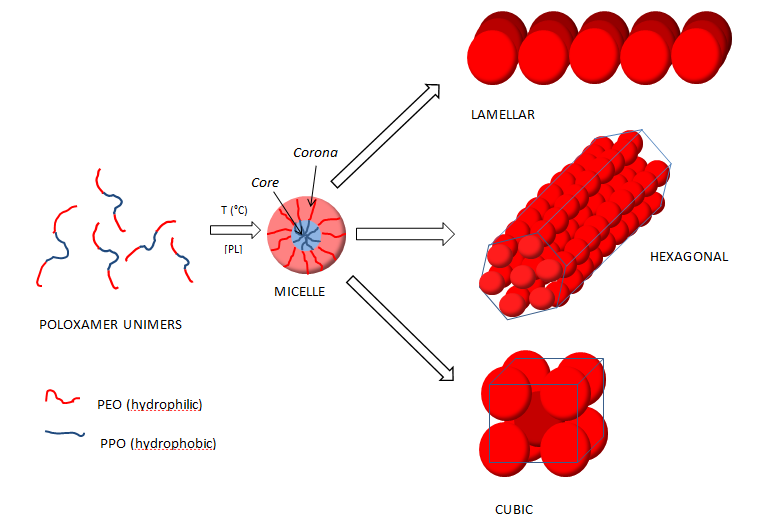 LAMELLAR
Corona
Core
T (°C)
[PL]
HEXAGONAL
MICELLE
POLOXAMER UNIMERS
PEO (hydrophilic)
PPO (hydrophobic)
CUBIC